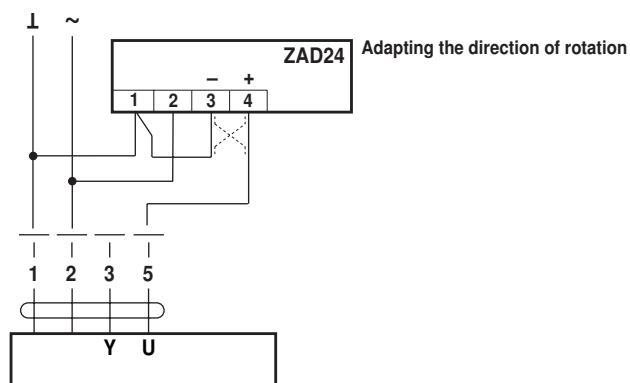 ⊥ ~
ZAD24
Adapting the direction of rotation
– +
1 2 3 4
1 2 3 5
Y U